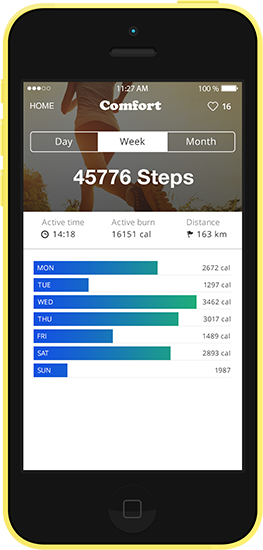 11:27 AM 100 %
HOME Comfort 16
Day Week Month
45776 Steps
Active time Active burn Distance
14:18 16151 cal 163 km
MON 2672 cal
TUE 1297 cal
WED 3462 cal
THU 3017 cal
FRI 1489 cal
SAT 2893 cal
SUN 1987